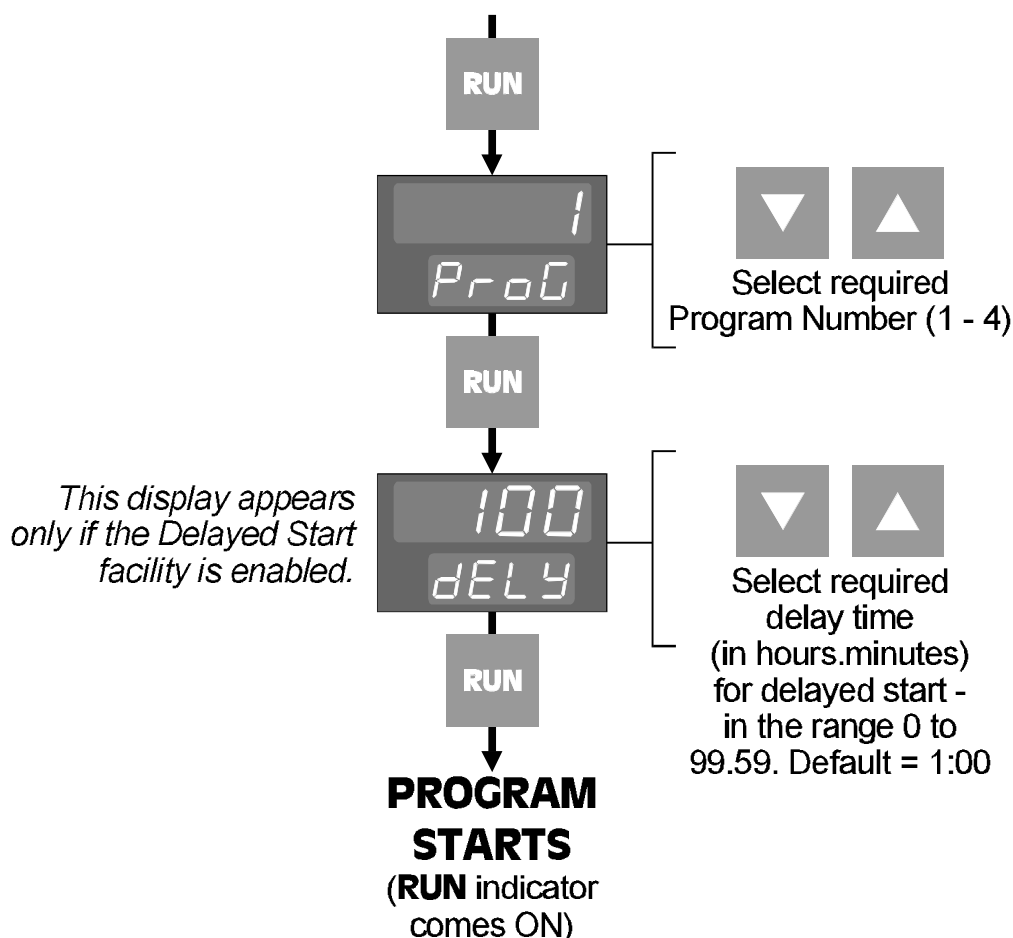 RUN
1
ProG
Select required
Program Number (1 - 4)
RUN
This display appears
only if the Delayed Start
facility is enabled.
100
dELY
Select required
delay time
(in hours.minutes)
for delayed start -
in the range 0 to
99.59. Default = 1:00
RUN
PROGRAM
STARTS
(RUN indicator
comes ON)